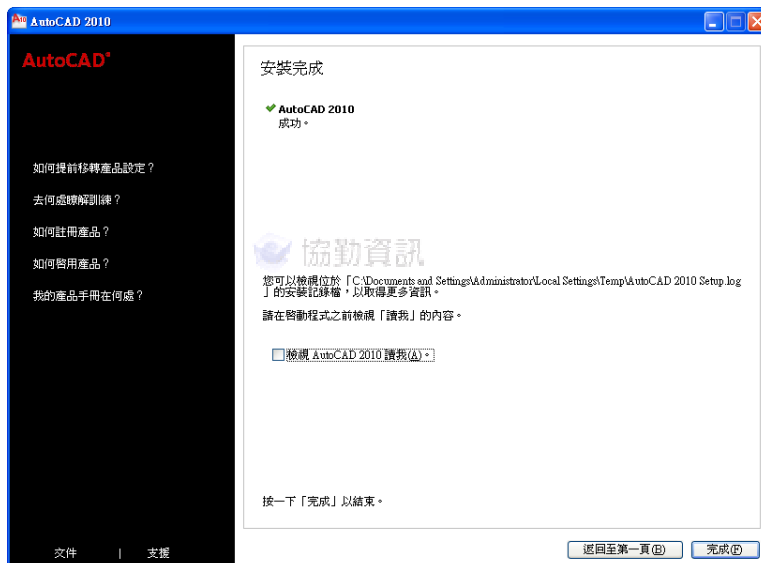 AutoCAD 2010
AutoCAD®
如何提前移轉產品設定？
去何處瞭解訓練？
如何註冊產品？
如何啓用產品？
我的產品手冊在何處？
文件 | 支援
安裝完成
AutoCAD 2010
成功。
協勤資訊
您可以檢視位於「C:\Documents and Settings\Administrator\Local Settings\Temp\AutoCAD 2010 Setup.log
」的安裝記錄檔，以取得更多資訊。
請在啓動程式之前檢視「讀我」的內容。
檢視 AutoCAD 2010 讀我(A)。
按一下「完成」以結束。
返回至第一頁(B)
完成(F)